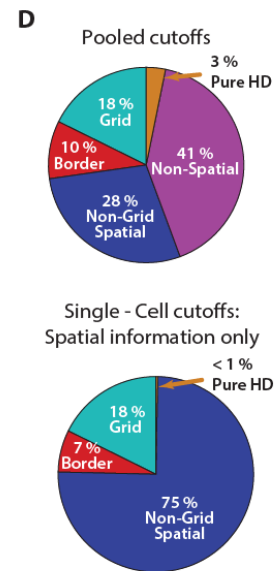 D
Pooled cutoffs
3 %
Pure HD
18 %
Grid
41 %
Non-Spatial
10 %
Border
28 %
Non-Grid
Spatial
Single - Cell cutoffs:
Spatial information only
< 1 %
Pure HD
18 %
Grid
7 %
Border
75 %
Non-Grid
Spatial